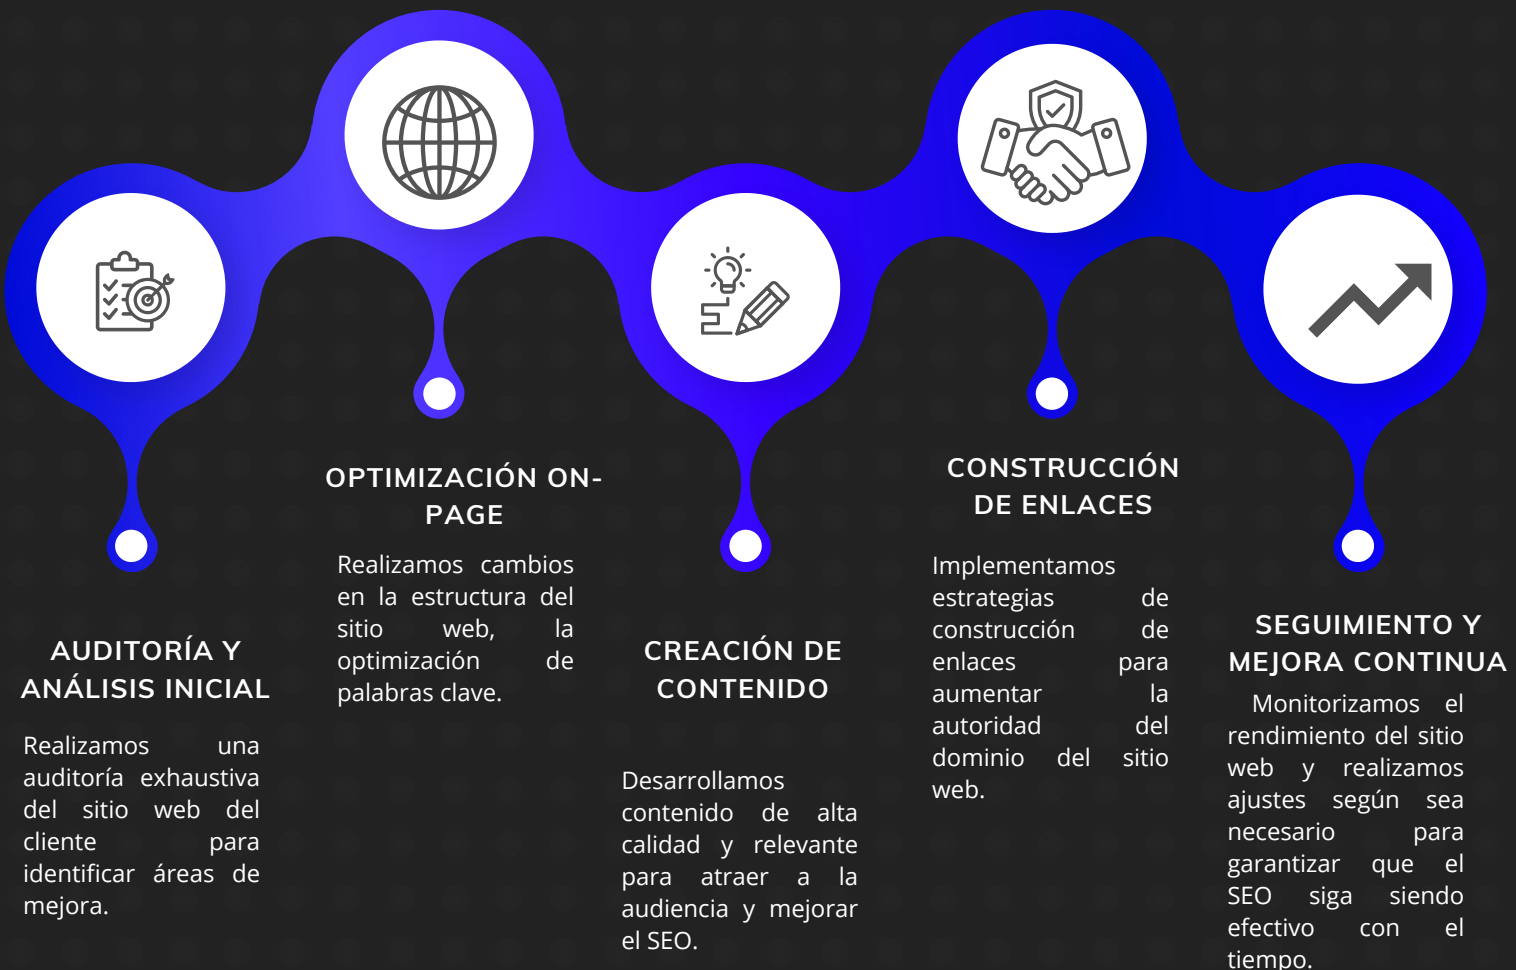 AUDITORÍA Y
ANÁLISIS INICIAL
Realizamos una
auditoría exhaustiva
del sitio web del
cliente para
identificar áreas de
mejora.
OPTIMIZACIÓN ON-
PAGE
Realizamos cambios
en la estructura del
sitio web, la
optimización de
palabras clave.
CREACIÓN DE
CONTENIDO
Desarrollamos
contenido de alta
calidad y relevante
para atraer a la
audiencia y mejorar
el SEO.
CONSTRUCCIÓN
DE ENLACES
Implementamos
estrategias de
construcción de
enlaces para
aumentar la
autoridad del
dominio del sitio
web.
SEGUIMIENTO Y
MEJORA CONTINUA
Monitorizamos el
rendimiento del sitio
web y realizamos
ajustes según sea
necesario para
garantizar que el
SEO siga siendo
efectivo con el
tiempo.